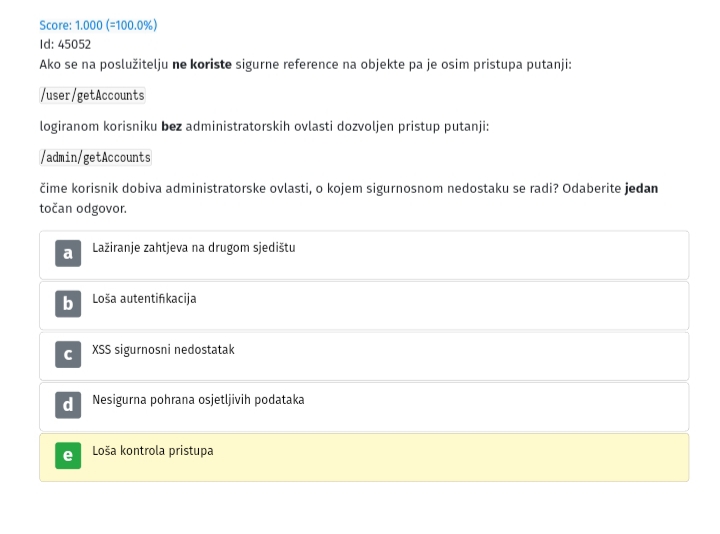 Score: 1.000 (=100.0%)
Id: 45052
Ako se na poslužitelju ne koriste sigurne reference na objekte pa je osim pristupa putanji:
/user/getAccounts
logiranom korisniku bez administratorskih ovlasti dozvoljen pristup putanji:
/admin/getAccounts
čime korisnik dobiva administratorske ovlasti, o kojem sigurnosnom nedostaku se radi? Odaberite jedan
točan odgovor.
a Lažiranje zahtjeva na drugom sjedištu
b Loša autentifikacija
c XSS sigurnosni nedostatak
d Nesigurna pohrana osjetljivih podataka
e Loša kontrola pristupa